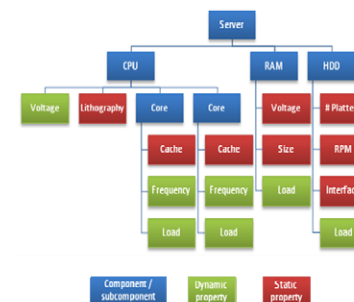 Server
CPU RAM HDD
Voltage Lithography Core Core Voltage # Platte
Cache Cache Size RPM
Frequency Frequency Load Interfac
Load Load Load
Component / Dynamic Static
subcomponent property property